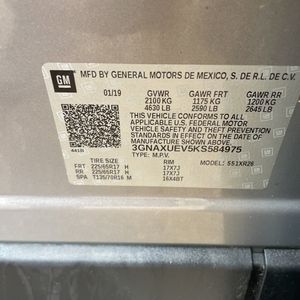 GM
MFD BY GENERAL MOTORS DE MEXICO, S. DE R.L. DE C.V.
01/19 GVWR GAWR FRT GAWR RR
2100 KG 1175 KG 1200 KG
4630 LB 2590 LB 2645 LB
THIS VEHICLE CONFORMS TO ALL APPLICABLE
U.S. FEDERAL MOTOR VEHICLE SAFETY, BUMPER,
AND THEFT PREVENTION STANDARDS IN EFFECT ON
THE DATE OF MANUFACTURE SHOWN ABOVE.
3GNAXUEV5KS584975
TYPE: M.P.V. MODEL: 551XR26
TIRE SIZE RIM
FRT 225/65R17 H 17X7J
RR 225/65R17 H 17X7J
SPA T135/70R16 M 16X4BT